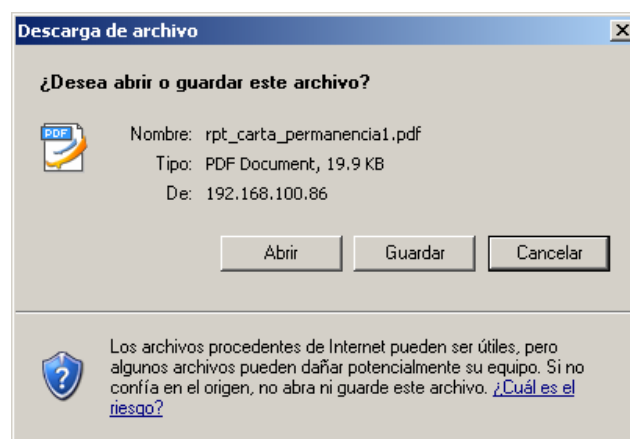 Descarga de archivo
¿Desea abrir o guardar este archivo?
PDF
Nombre: rpt_carta_permanencia1.pdf
Tipo: PDF Document, 19.9 KB
De: 192.168.100.86
Abrir Guardar Cancelar
Los archivos procedentes de Internet pueden ser útiles, pero
algunos archivos pueden dañar potencialmente su equipo. Si no
confía en el origen, no abra ni guarde este archivo. ¿Cuál es el
riesgo?